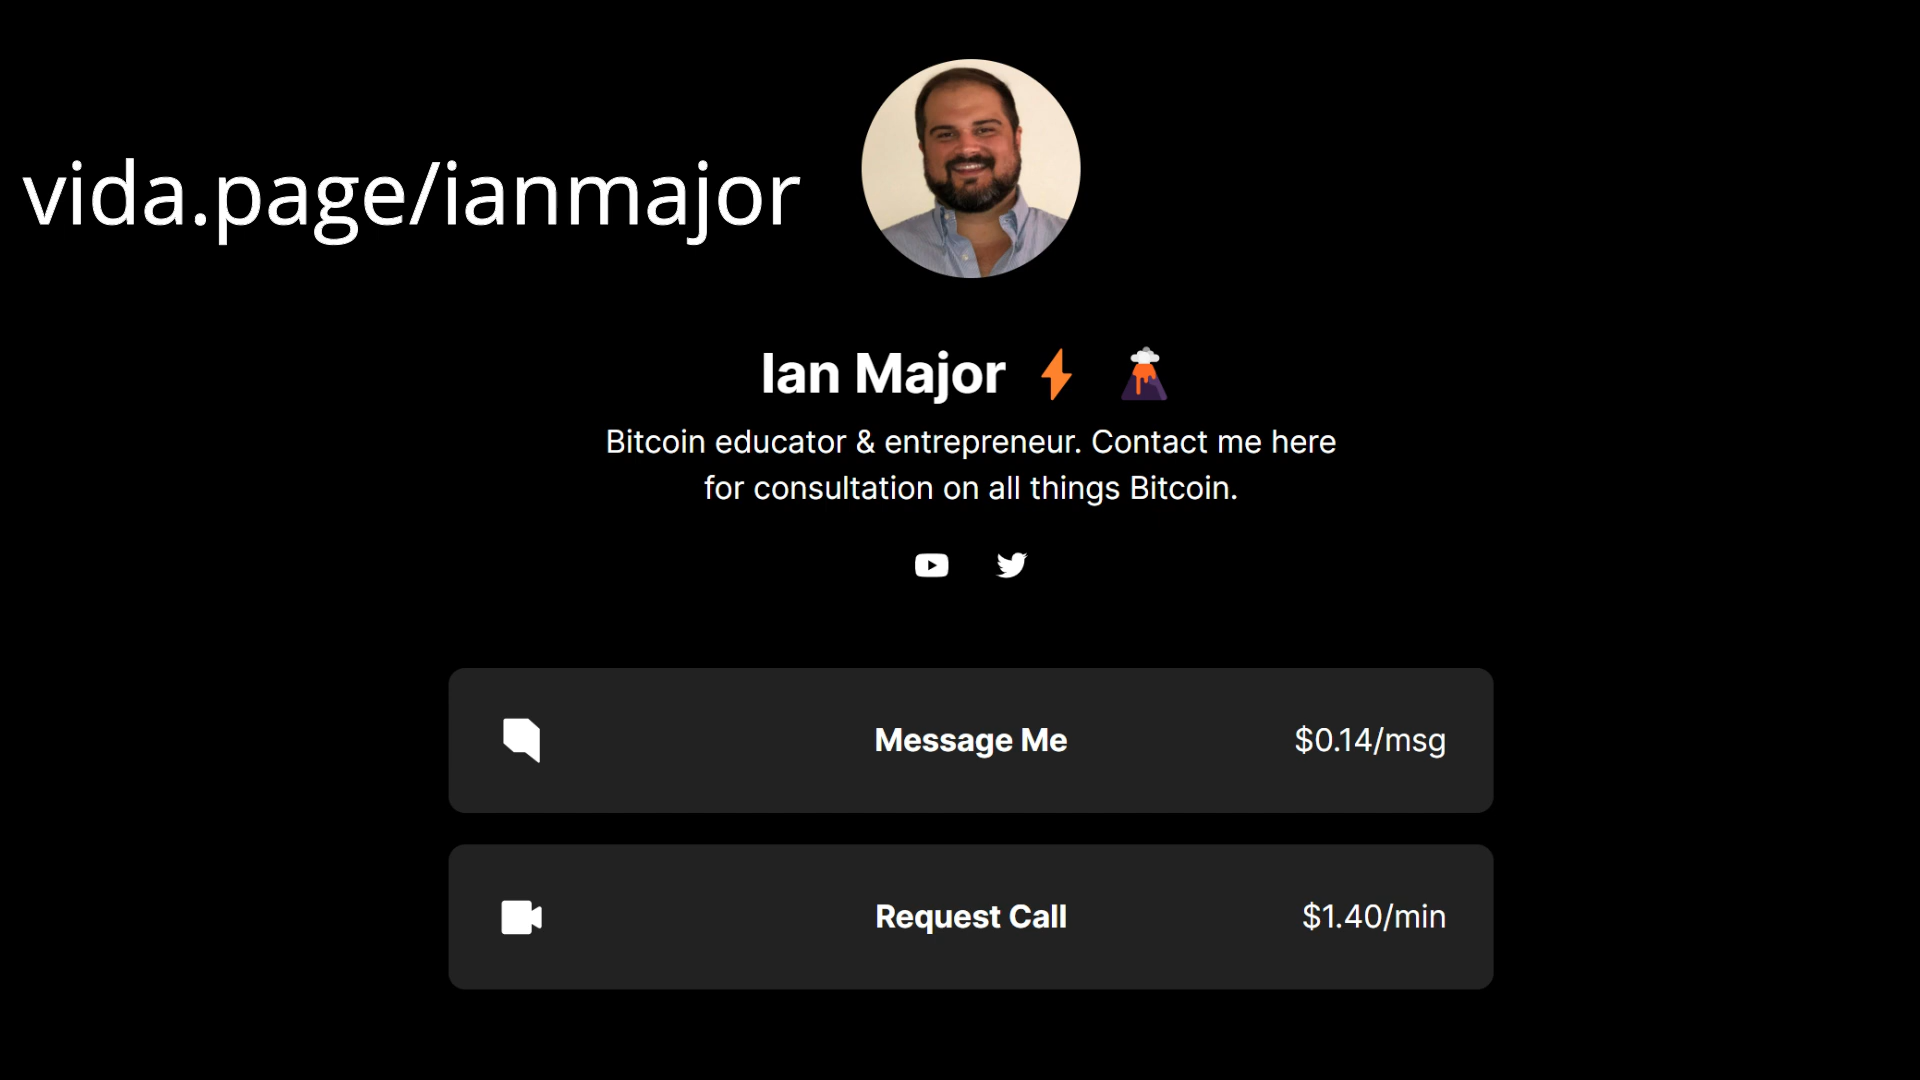 vida.page/ianmajor
Ian Major
Bitcoin educator & entrepreneur. Contact me here
for consultation on all things Bitcoin.
Message Me $0.14/msg
Request Call $1.40/min